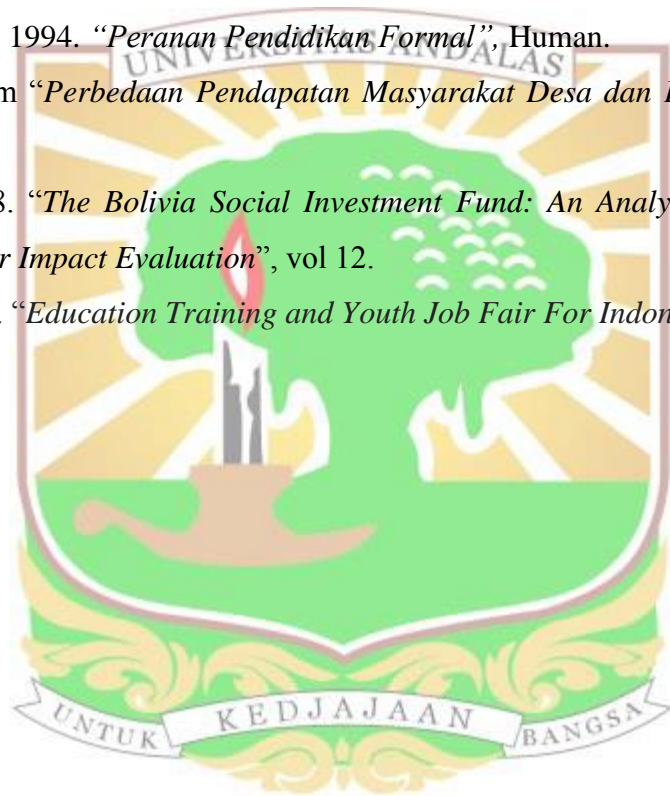 1994. “Peranan Pendidikan Formal”, Human.
UNIVERSITAS ANDALAS
m “Perbedaan Pendapatan Masyarakat Desa dan
8. “The Bolivia Social Investment Fund: An Analy
r Impact Evaluation”, vol 12.
. “Education Training and Youth Job Fair For Indon
UNTUK KEDJAJAAN BANGSA